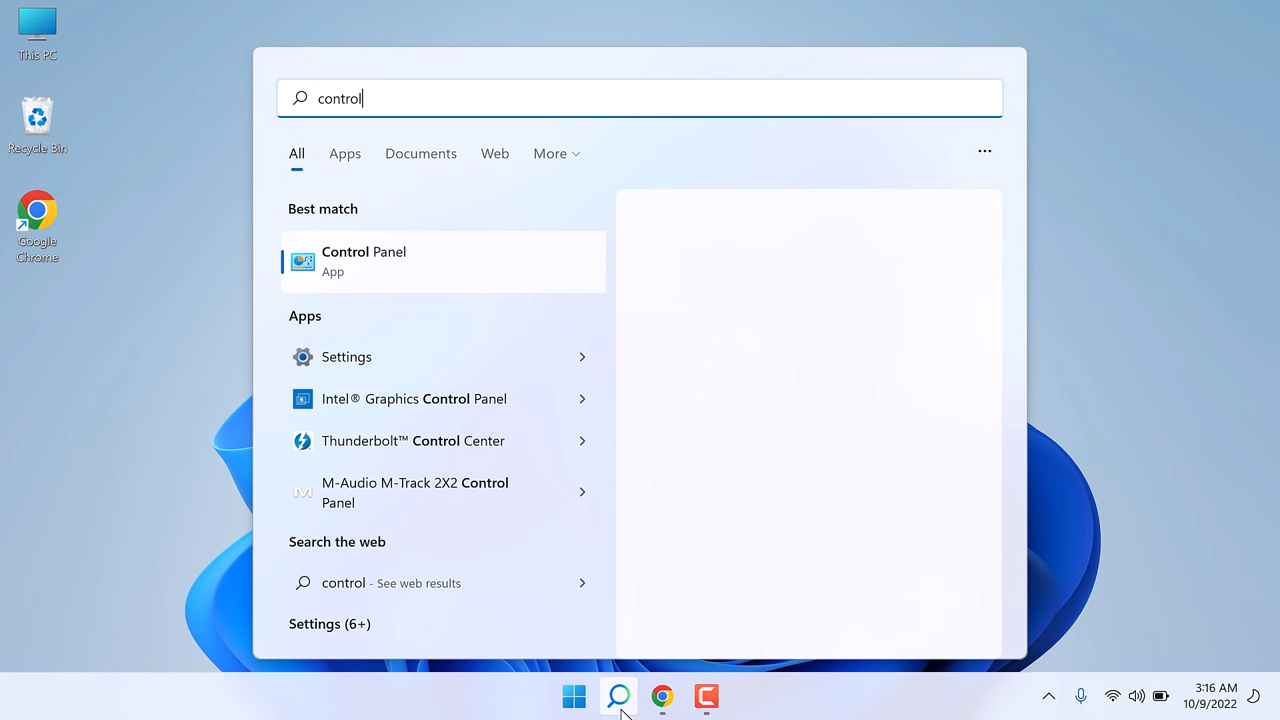 This PC
Recycle Bin
Google
Chrome
control
All Apps Documents Web More
Best match
Control Panel
App
Apps
Settings
Intel® Graphics Control Panel
Thunderbolt™ Control Center
M-Audio M-Track 2X2 Control
Panel
Search the web
control - See web results
Settings (6+)
3:16 AM
10/9/2022